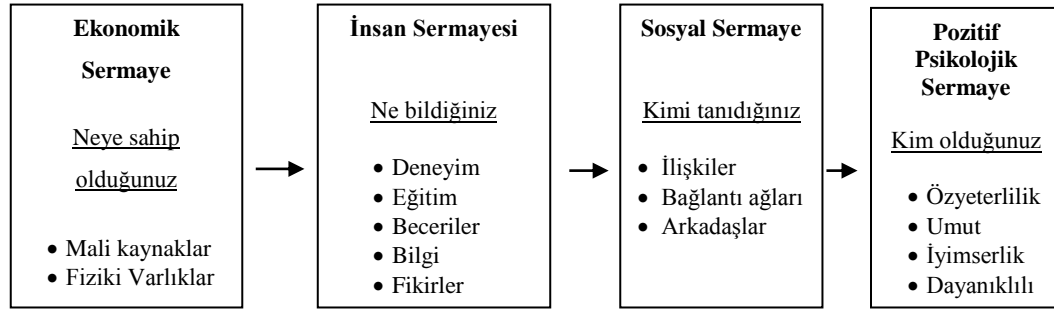 Ekonomik
Sermaye
Neye sahip
olduğunuz
• Mali kaynaklar
• Fiziki Varlıklar
İnsan Sermayesi
Ne bildiğiniz
• Deneyim
• Eğitim
• Beceriler
• Bilgi
• Fikirler
Sosyal Sermaye
Kimi tanıdığınız
• İlişkiler
• Bağlantı ağları
• Arkadaşlar
Pozitif
Psikolojik
Sermaye
Kim olduğunuz
• Özyeterlilik
• Umut
• İyimserlik
• Dayanıklılı